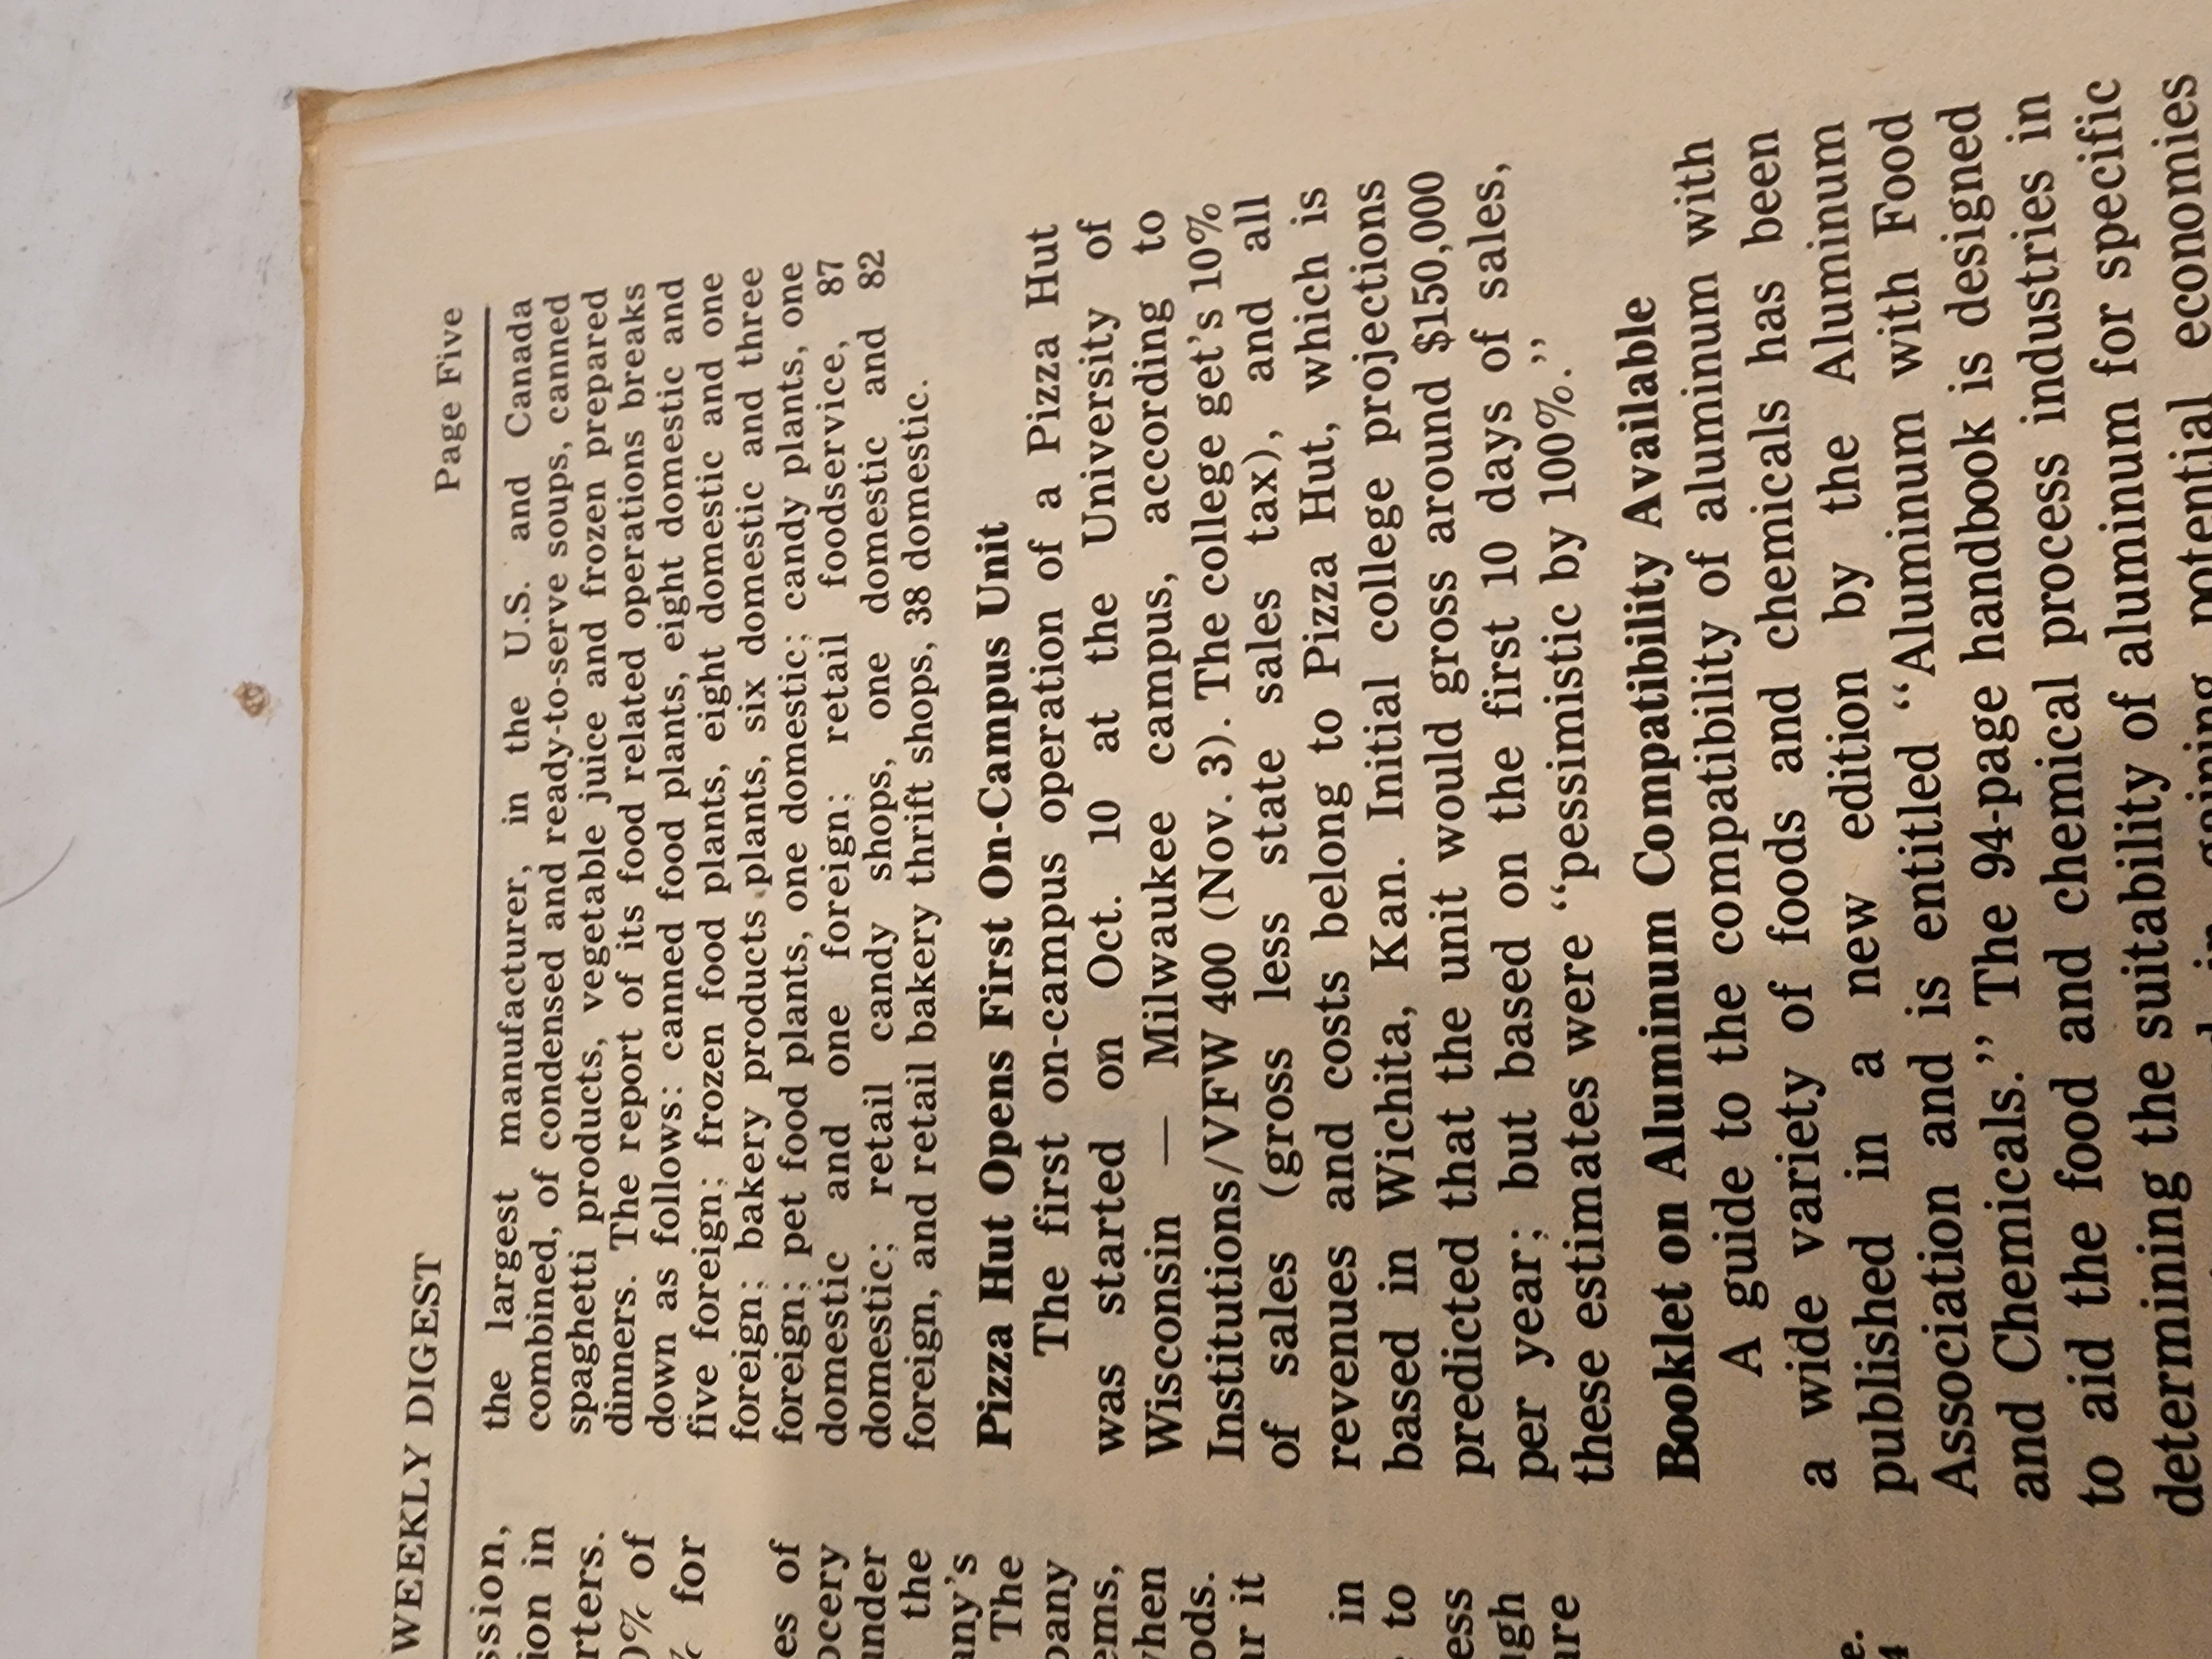 WEEKLY DIGEST
Page Five
ssion,
ion in
rters.
0% of
% for
es of
ocery
under
the
any's
The
pany
ems,
when
ods.
ar it
in
to
ess
ugh
are
e.
4
the largest manufacturer, in the U.S. and Canada
combined, of condensed and ready-to-serve soups, canned
spaghetti products, vegetable juice and frozen prepared
dinners. The report of its food related operations breaks
down as follows: canned food plants, eight domestic and
five foreign; frozen food plants, eight domestic and one
foreign; bakery products plants, six domestic and three
foreign; pet food plants, one domestic; candy plants, one
domestic and one foreign; retail foodservice, 87
domestic; retail candy shops, one domestic and 82
foreign, and retail bakery thrift shops, 38 domestic.
Pizza Hut Opens First On-Campus Unit
The first on-campus operation of a Pizza Hut
was started on Oct. 10 at the University of
Wisconsin — Milwaukee campus, according to
Institutions/VFW 400 (Nov. 3). The college get's 10%
of sales (gross less state sales tax), and all
revenues and costs belong to Pizza Hut, which is
based in Wichita, Kan. Initial college projections
predicted that the unit would gross around $150,000
per year; but based on the first 10 days of sales,
these estimates were “pessimistic by 100%.”
Booklet on Aluminum Compatibility Available
A guide to the compatibility of aluminum with
a wide variety of foods and chemicals has been
published in a new edition by the Aluminum
Association and is entitled “Aluminum with Food
and Chemicals.” The 94-page handbook is designed
to aid the food and chemical process industries in
determining the suitability of aluminum for specific
in gaining potential economies